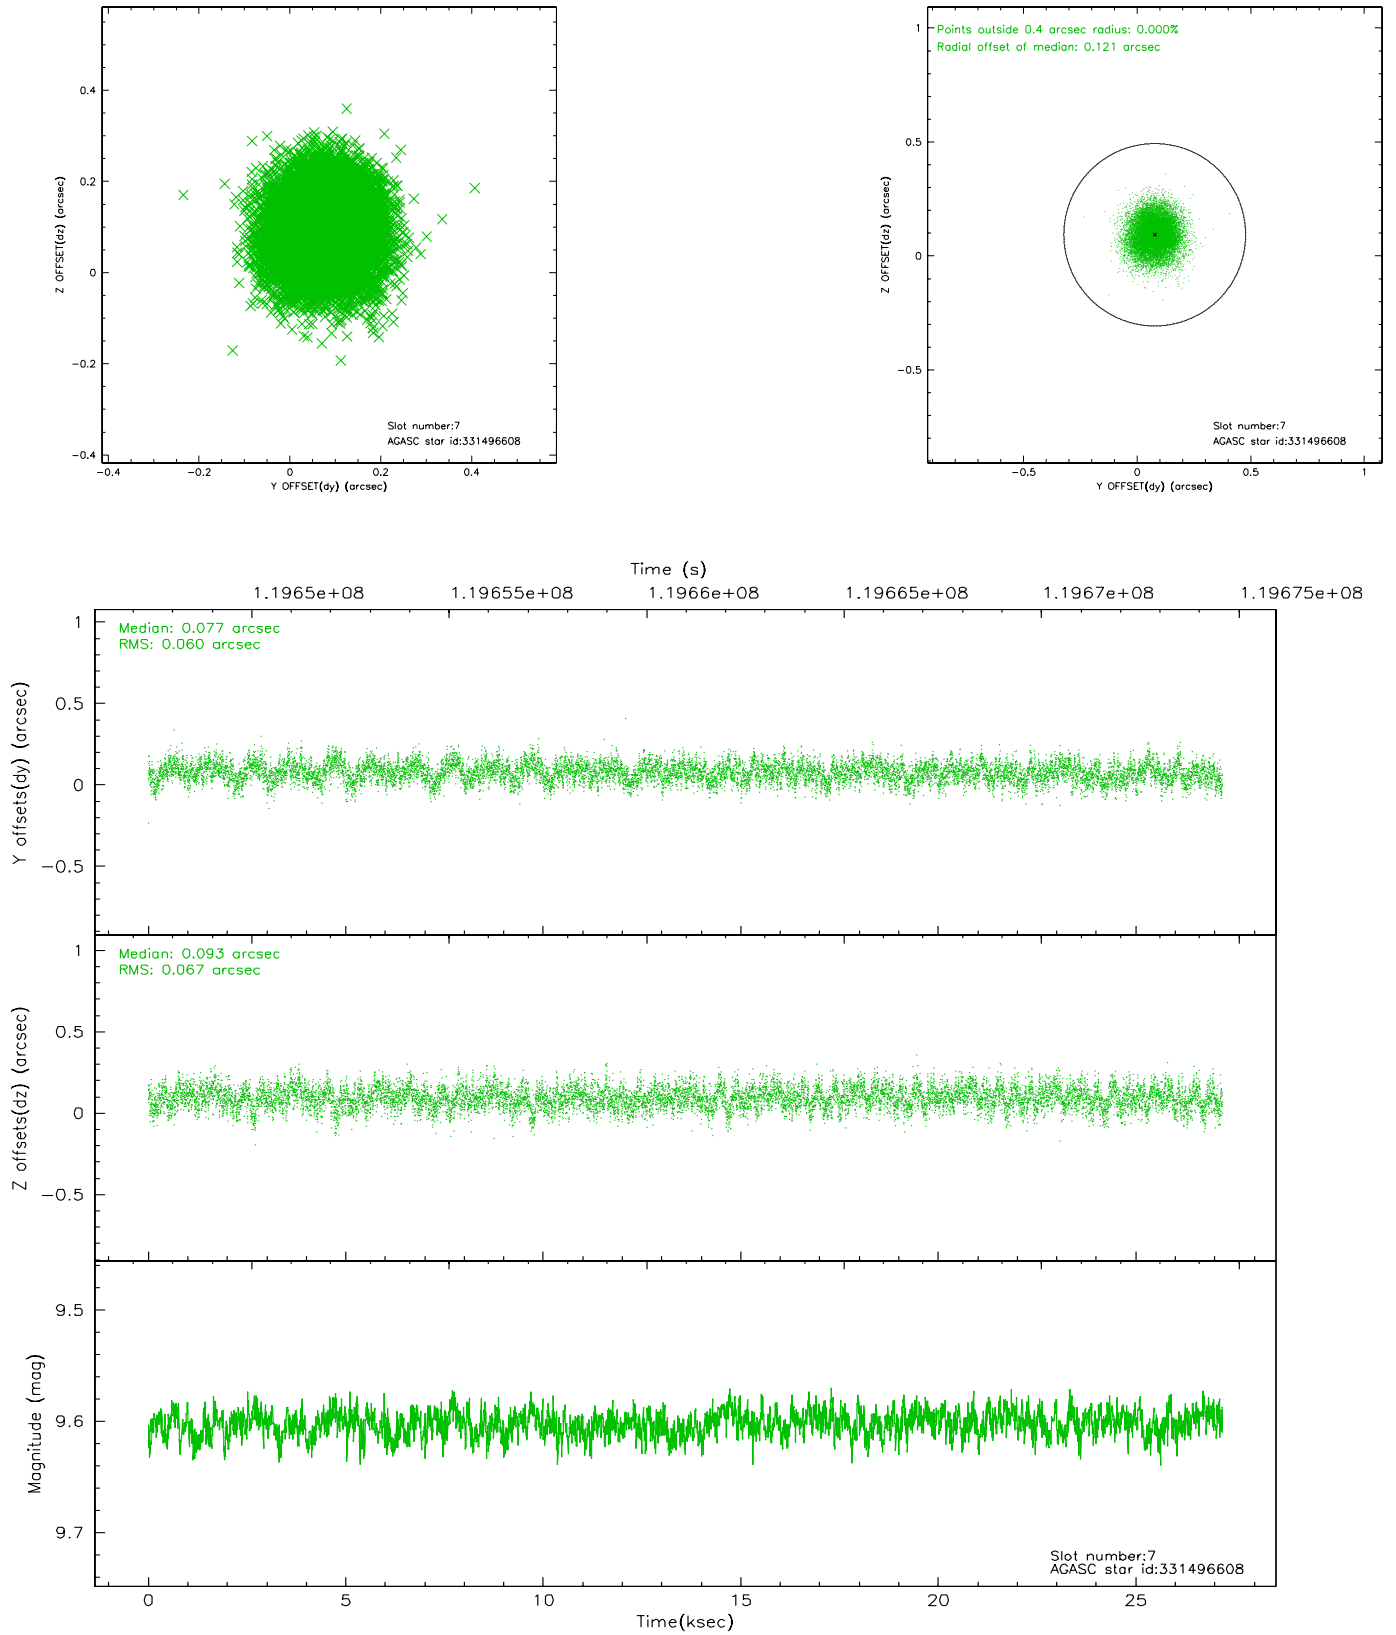 Z OFFSET(dz) (arcsec)
0.4
0.2
0
-0.2
-0.4
Slot number:7
AGASC star id:331496608
-0.4 -0.2 0 0.2 0.4
Y OFFSET(dy) (arcsec)
Points outside 0.4 arcsec radius: 0.000%
Radial offset of median: 0.121 arcsec
Z OFFSET(dz) (arcsec)
1
0.5
0
-0.5
Slot number:7
AGASC star id:331496608
-0.5 0 0.5 1
Y OFFSET(dy) (arcsec)
Time (s)
1.1965e+08 1.19655e+08 1.1966e+08 1.19665e+08 1.1967e+08 1.19675e+08
Median: 0.077 arcsec
RMS: 0.060 arcsec
Y offsets(dy) (arcsec)
1
0.5
0
-0.5
Median: 0.093 arcsec
RMS: 0.067 arcsec
Z offsets(dz) (arcsec)
1
0.5
0
-0.5
Magnitude (mag)
9.5
9.6
9.7
Slot number:7
AGASC star id:331496608
0 5 10 15 20 25
Time(ksec)